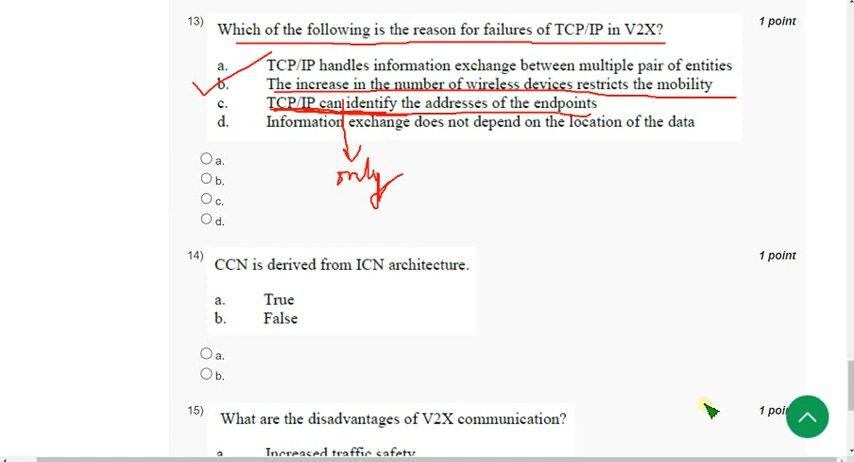 13)
1 point
Which of the following is the reason for failures of TCP/IP in V2X?
a. TCP/IP handles information exchange between multiple pair of entities
b. The increase in the number of wireless devices restricts the mobility
c. TCP/IP can identify the addresses of the endpoints
d. Information exchange does not depend on the location of the data
only
a.
b.
c.
d.
14)
1 point
CCN is derived from ICN architecture.
a. True
b. False
a.
b.
15)
1 poi
What are the disadvantages of V2X communication?
a. Increased traffic safety